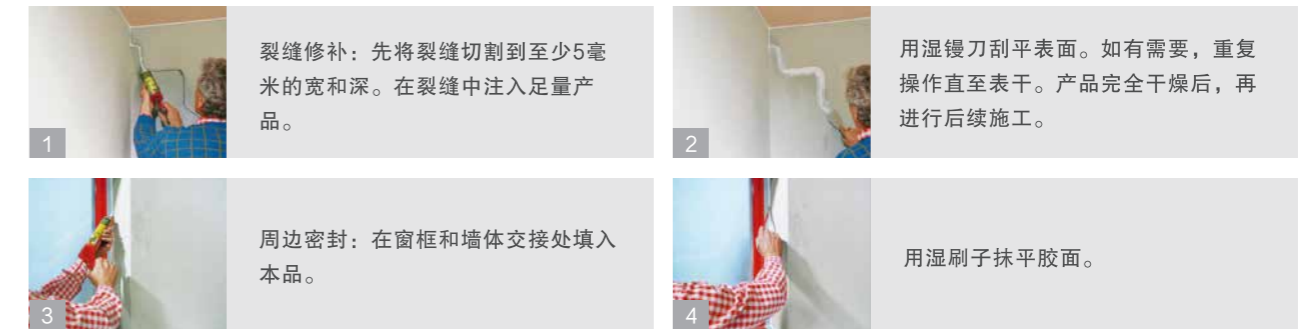 裂缝修补：先将裂缝切割到至少5毫
米的宽和深。在裂缝中注入足量产
品。
1
用湿镘刀刮平表面。如有需要，重复
操作直至表干。产品完全干燥后，再
进行后续施工。
2
周边密封：在窗框和墙体交接处填入
本品。
3
用湿刷子抹平胶面。
4